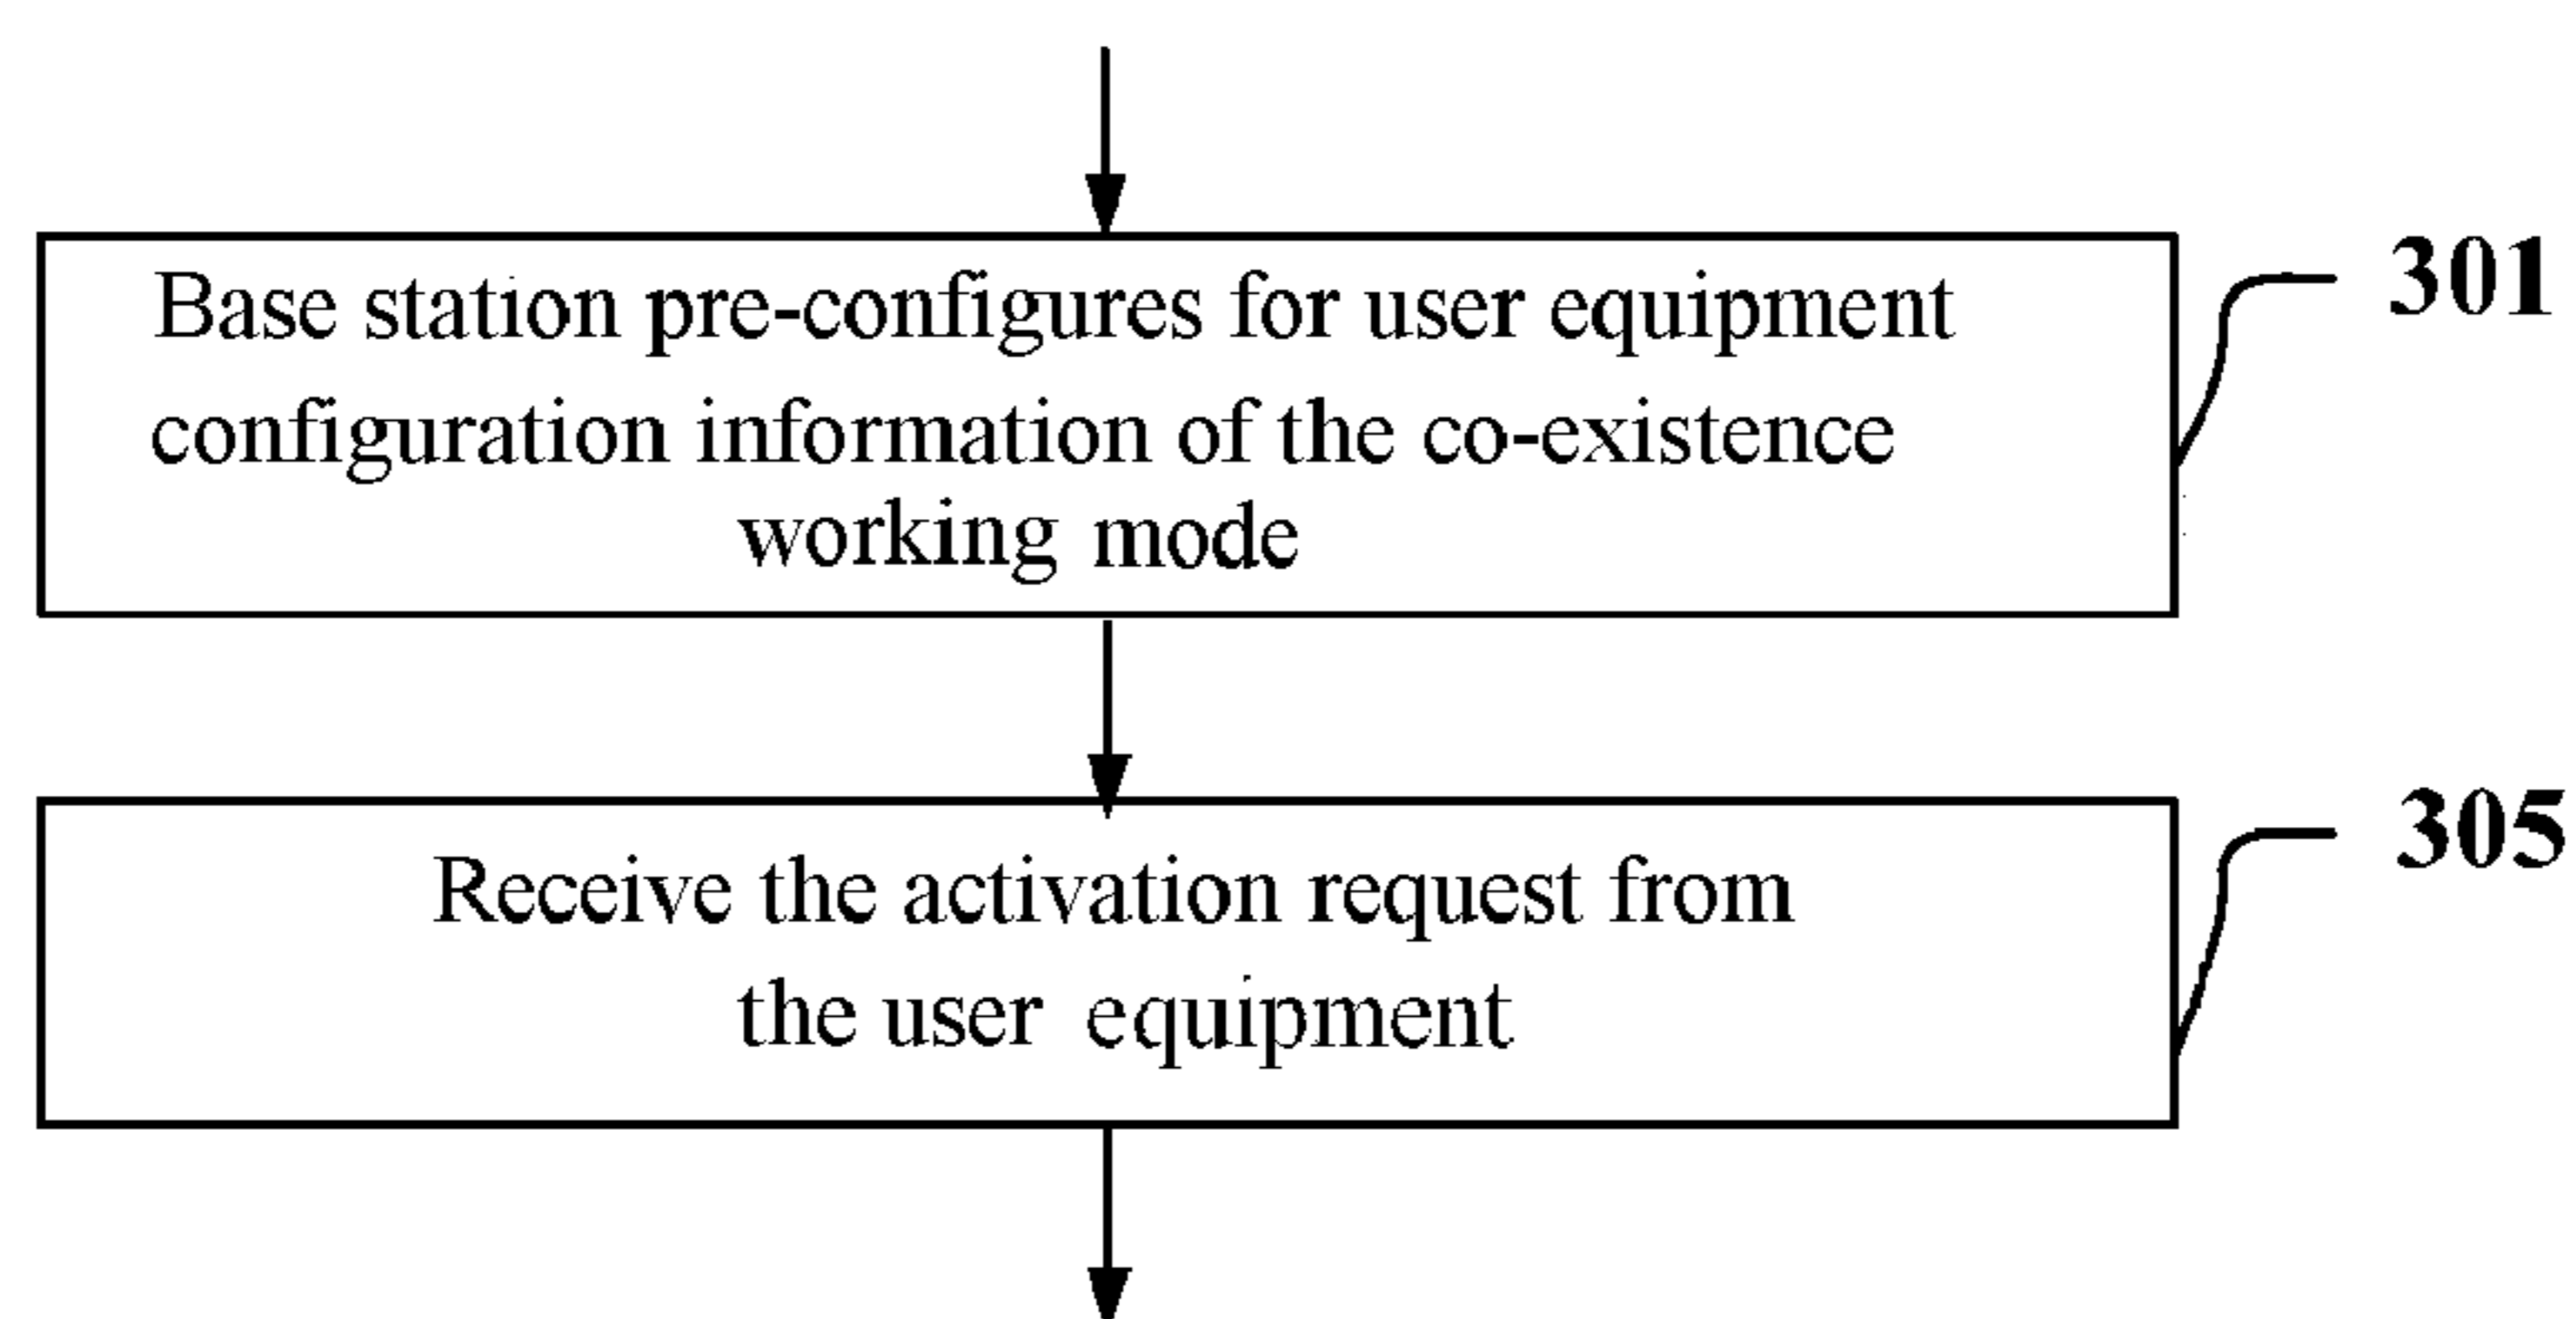 Base station pre-configures for user equipment
301
configuration information of the co-existence
working mode
Receive the activation request from
305
the user equipment